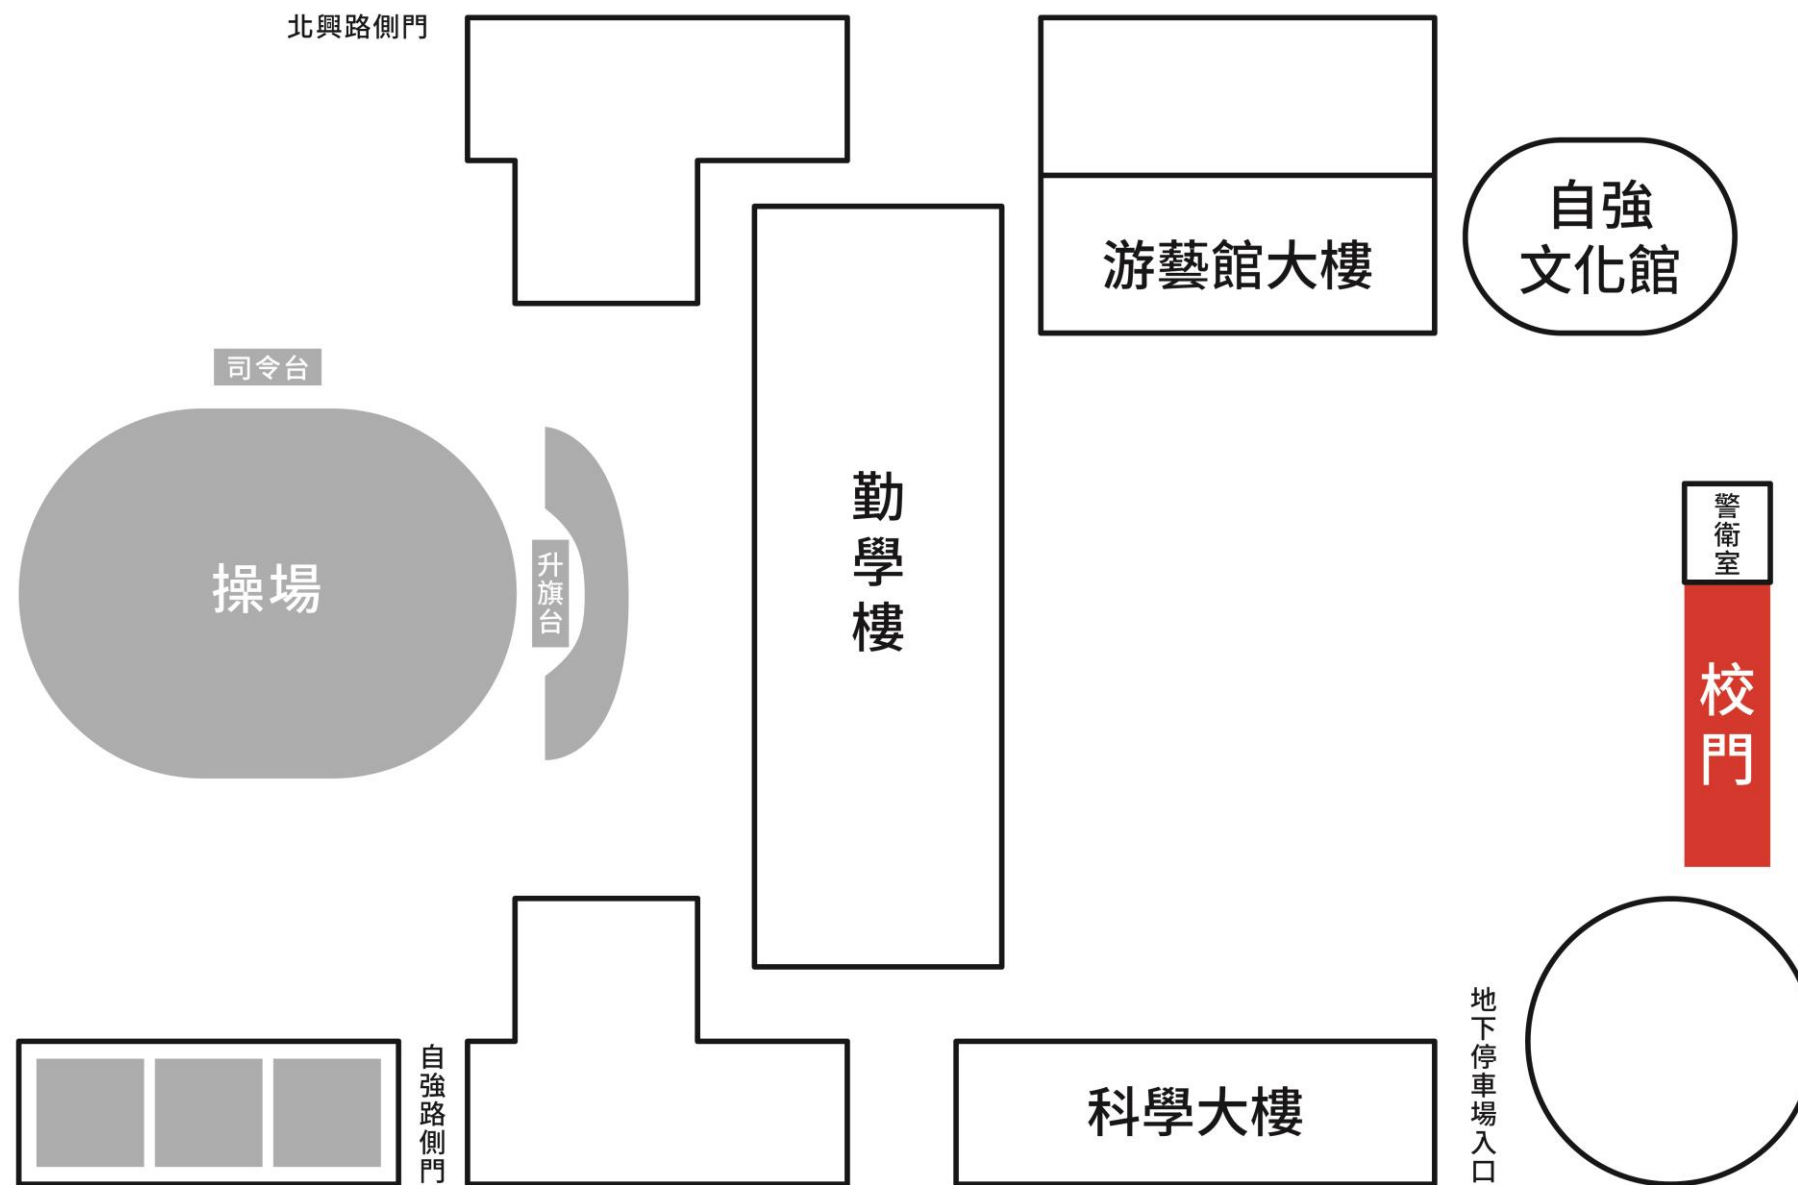 北興路側門
自強
文化館
游藝館大樓
司令台
警衛室
勤學樓
操場
升旗台
校門
地下停車場入口
自強路側門
科學大樓